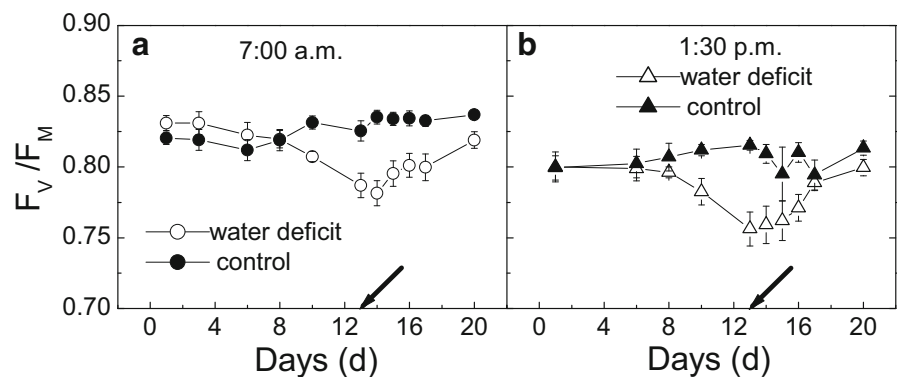 F_V/F_M
0.90
0.85
0.80
0.75
0.70
a
7:00 a.m.
water deficit
control
0
4
8
12
16
20
Days (d)
b
1:30 p.m.
water deficit
control
0
4
8
12
16
20
Days (d)